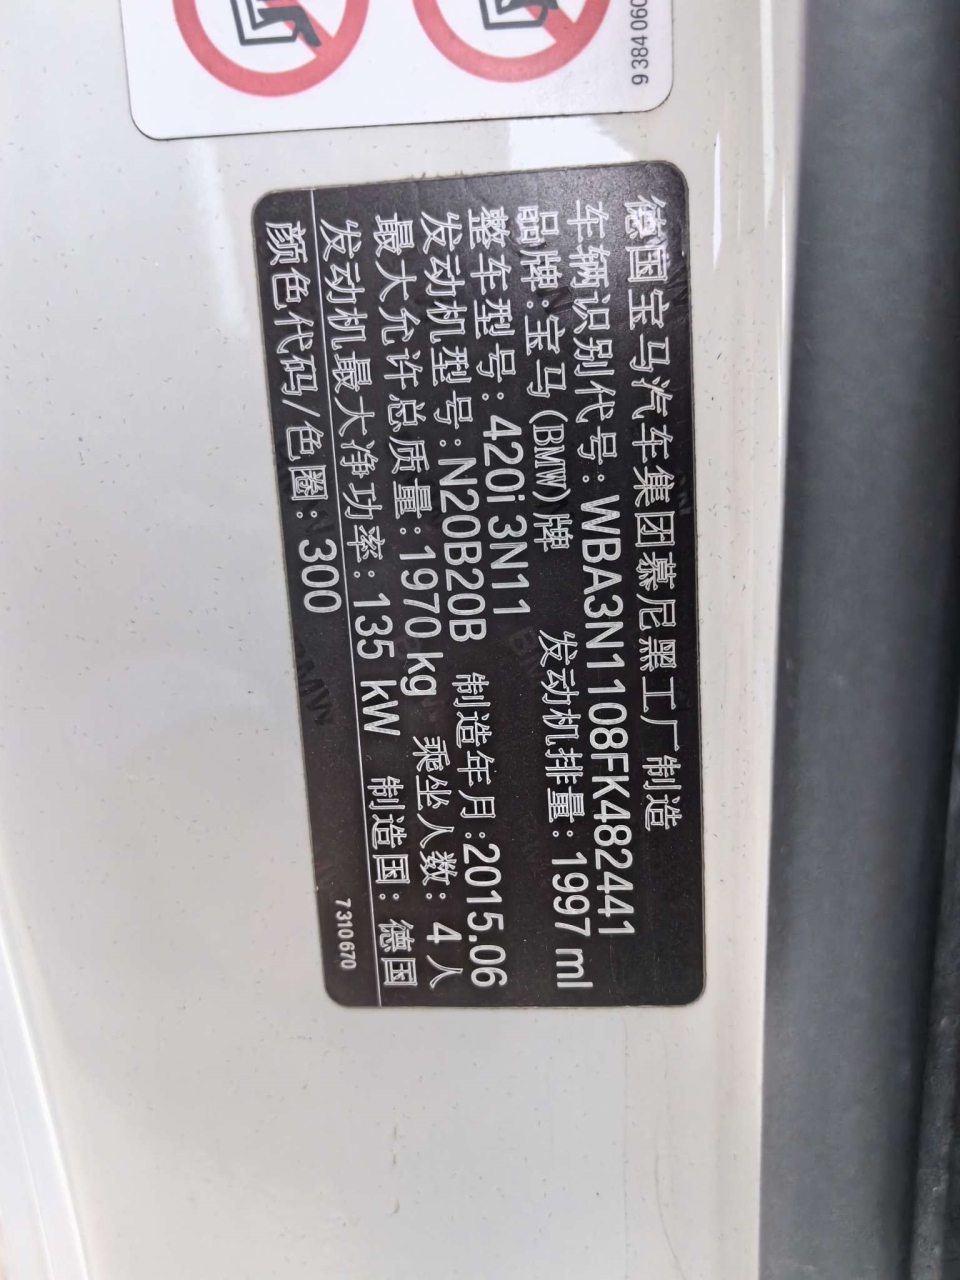 9 384 060
德国宝马汽车集团慕尼黑工厂制造
车辆识别代号:WBA3N1108FK482441
品牌:宝马(BMW)牌 发动机排量:1997 ml
整车型号:420i 3N11
发动机型号:N20B20B 制造年月:2015.06
最大允许总质量:1970 kg 乘坐人数:4人
发动机最大净功率:135 kW 制造国:德国
颜色代码/色圈:300
7 310 670